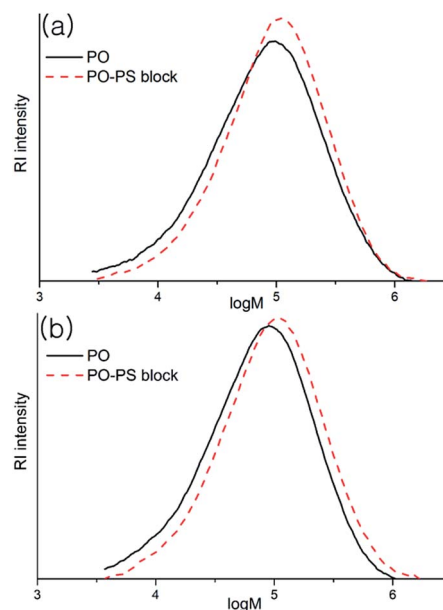 (a)
PO
PO-PS block
RI intensity
3 4 5 6
logM
(b)
PO
PO-PS block
RI intensity
3 4 5 6
logM